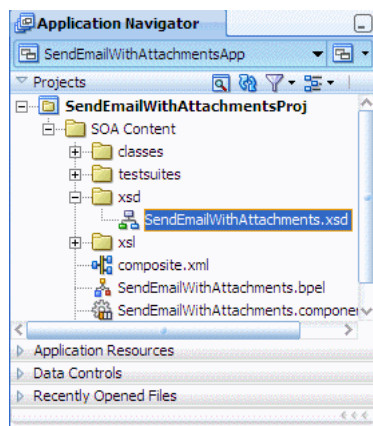 Application Navigator
SendEmailWithAttachmentsApp
Projects
SendEmailWithAttachmentsProj
SOA Content
classes
testsuites
xsd
SendEmailWithAttachments.xsd
xsl
composite.xml
SendEmailWithAttachments.bpel
SendEmailWithAttachments.componen
Application Resources
Data Controls
Recently Opened Files